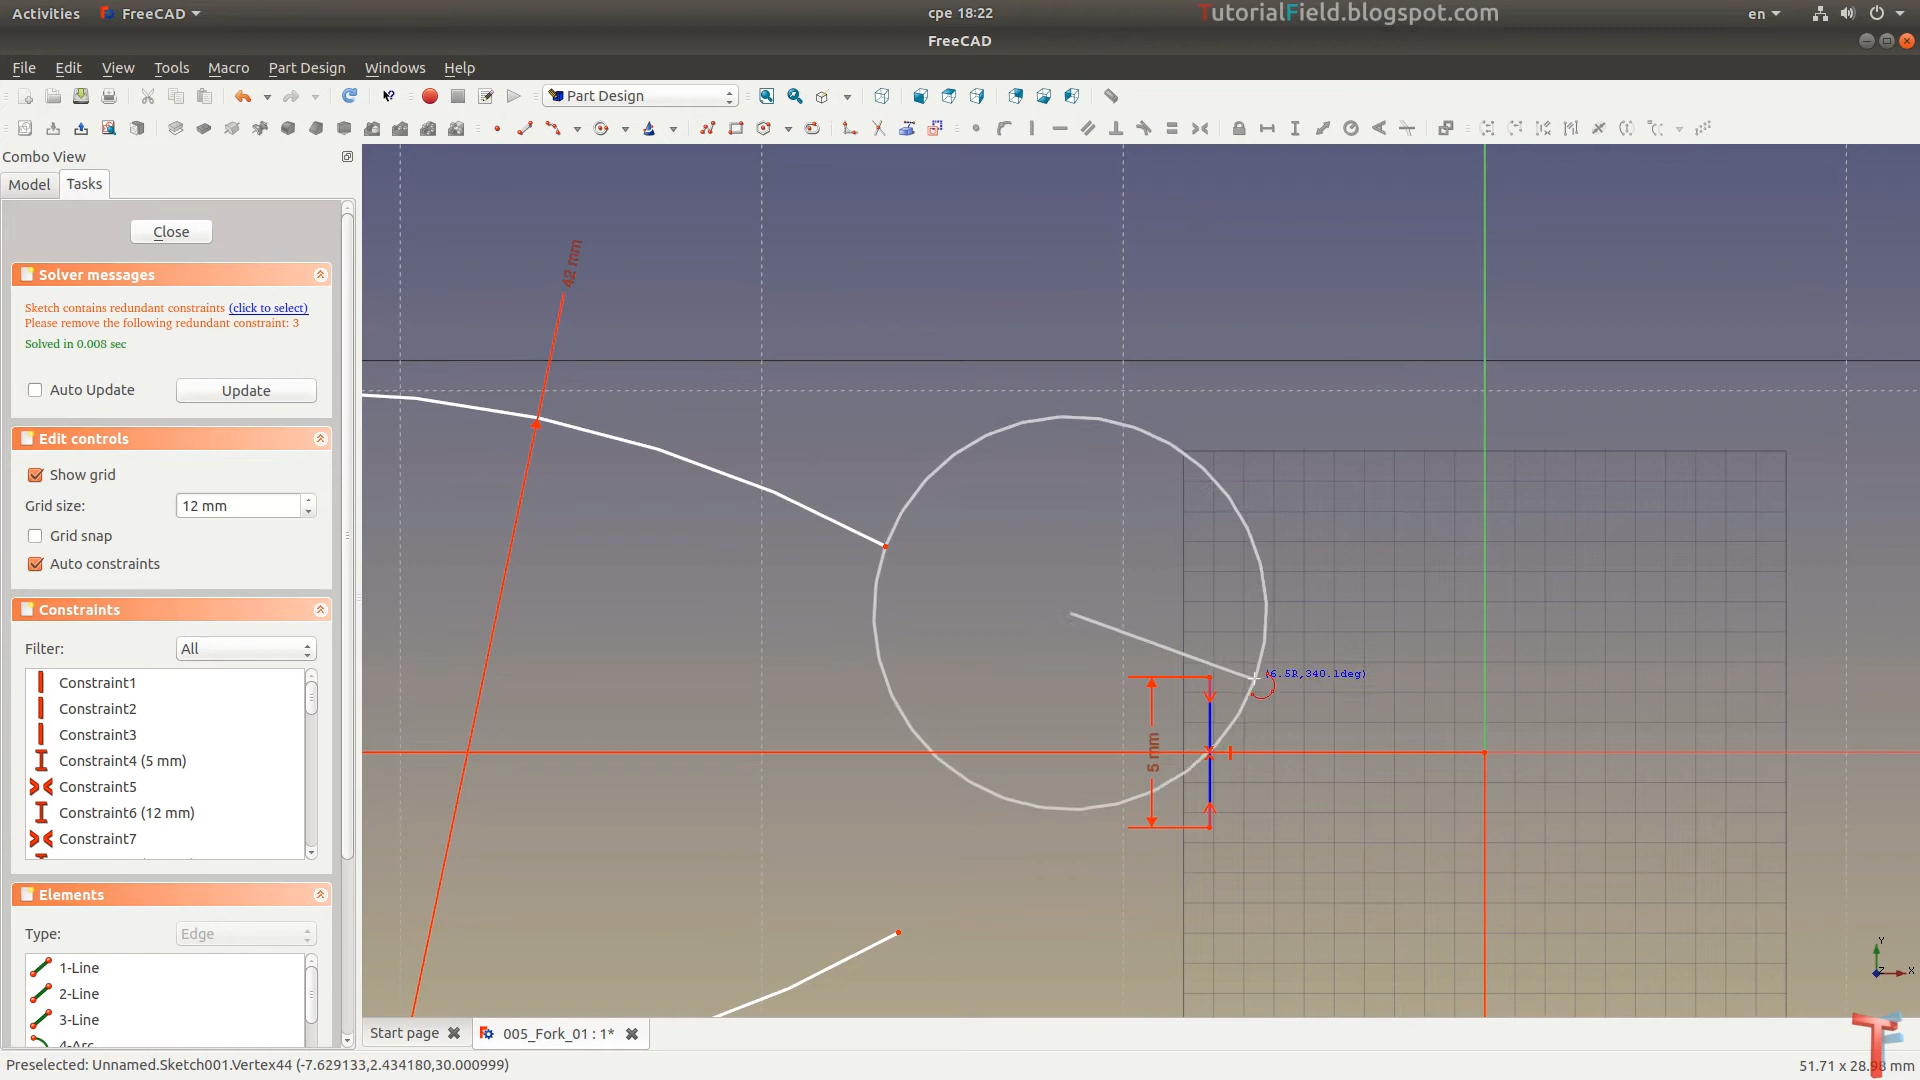 Activities
FreeCAD
сре 18:22
TutorialField.blogspot.com
en
FreeCAD
File Edit View Tools Macro Part Design Windows Help
Part Design
Combo View
Model Tasks
Close
Solver messages
Sketch contains redundant constraints (click to select)
Please remove the following redundant constraint: 3
Solved in 0.008 sec
Auto Update
Update
Edit controls
Show grid
Grid size: 12 mm
Grid snap
Auto constraints
Constraints
Filter: All
Constraint1
Constraint2
Constraint3
Constraint4 (5 mm)
Constraint5
Constraint6 (12 mm)
Constraint7
Elements
Type: Edge
1-Line
2-Line
3-Line
4-Arc
42 mm
(6.5R,340.1deg)
5 mm
Y
Z
X
Start page
005_Fork_01 : 1*
Preselected: Unnamed.Sketch001.Vertex44 (-7.629133,2.434180,30.000999)
51.71 x 28.98 mm